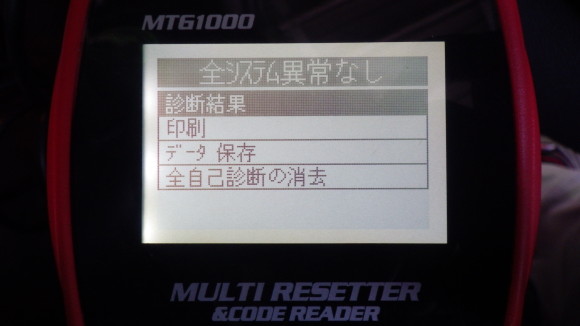 MTG1000
全システム異常なし
診断結果
印刷
データ 保存
全自己診断の消去
MULTI RESETTER
&CODE READER